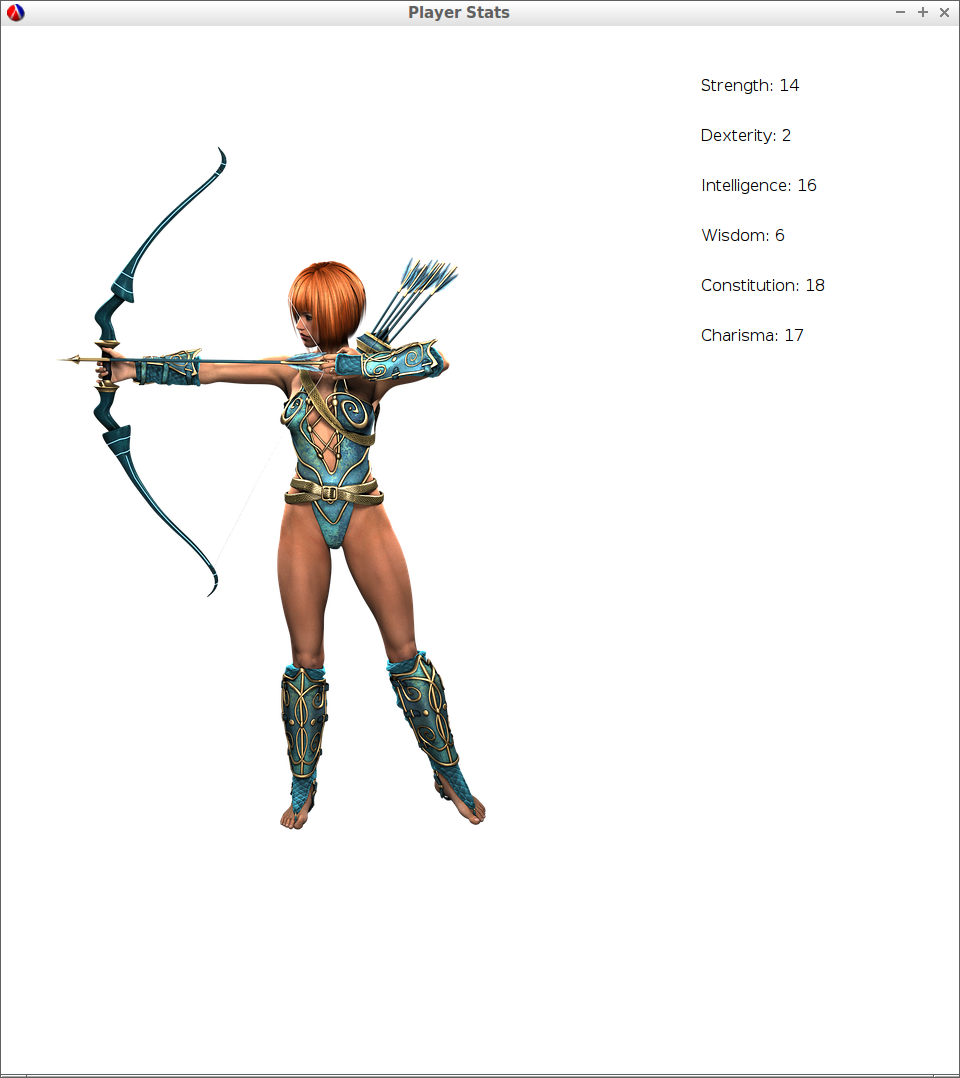 Player Stats
Strength: 14
Dexterity: 2
Intelligence: 16
Wisdom: 6
Constitution: 18
Charisma: 17